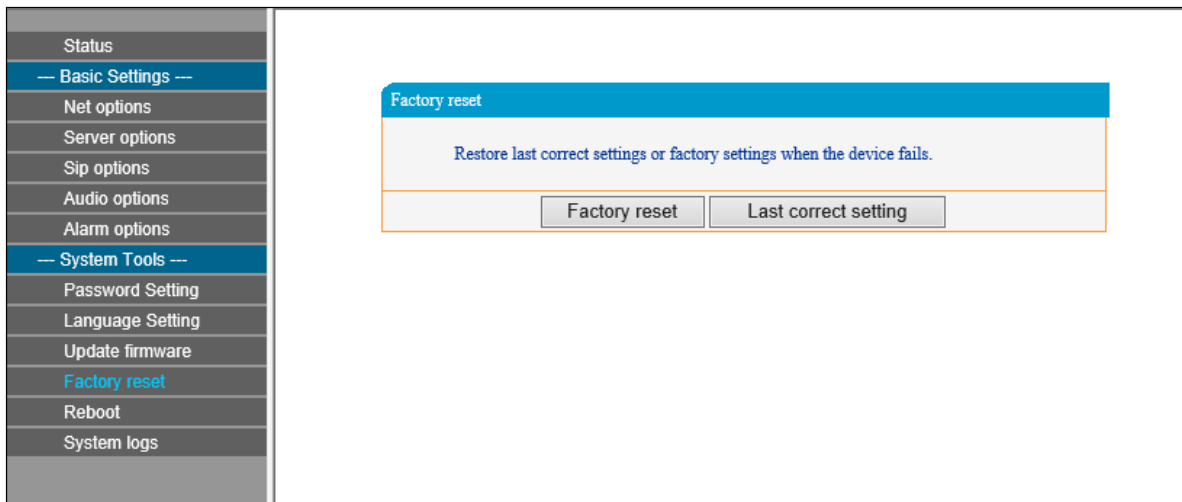 Status
--- Basic Settings ---
Net options
Server options
Sip options
Audio options
Alarm options
--- System Tools ---
Password Setting
Language Setting
Update firmware
Factory reset
Reboot
System logs
Factory reset
Restore last correct settings or factory settings when the device fails.
Factory reset Last correct setting